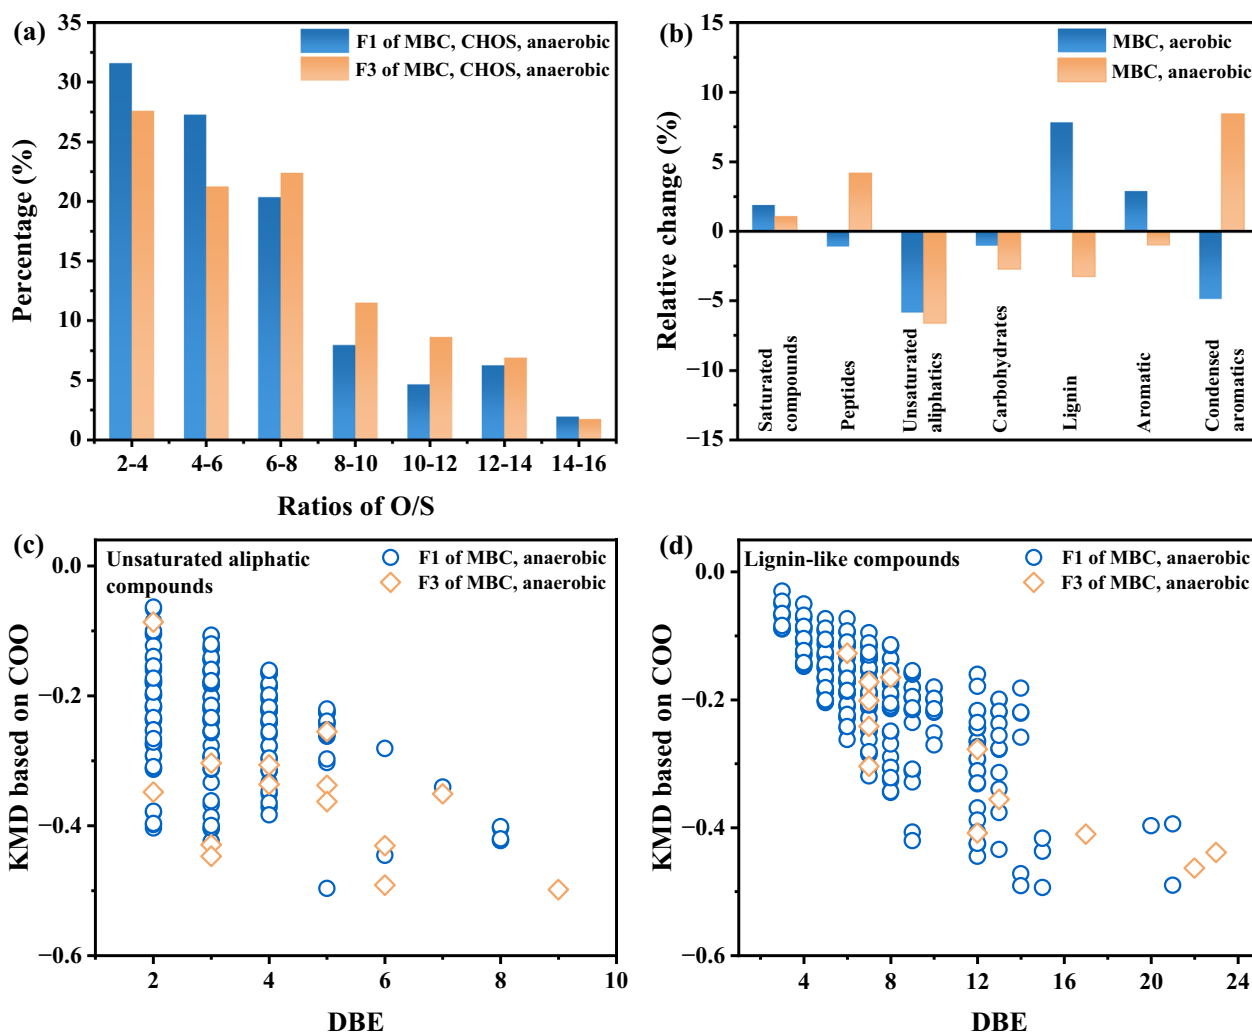 (a)
F1 of MBC, CHOS, anaerobic
F3 of MBC, CHOS, anaerobic
Percentage (%)
35
30
25
20
15
10
5
0
2-4 4-6 6-8 8-10 10-12 12-14 14-16
Ratios of O/S
(b)
MBC, aerobic
MBC, anaerobic
Relative change (%)
15
10
5
0
−5
−10
−15
Saturated
compounds
Peptides
Unsaturated
aliphatics
Carbohydrates
Lignin
Aromatic
Condensed
aromatics
(c)
Unsaturated aliphatic
compounds
F1 of MBC, anaerobic
F3 of MBC, anaerobic
KMD based on COO
0.0
−0.2
−0.4
−0.6
2 4 6 8 10
DBE
(d)
Lignin-like compounds
F1 of MBC, anaerobic
F3 of MBC, anaerobic
KMD based on COO
0.0
−0.2
−0.4
−0.6
4 8 12 16 20 24
DBE